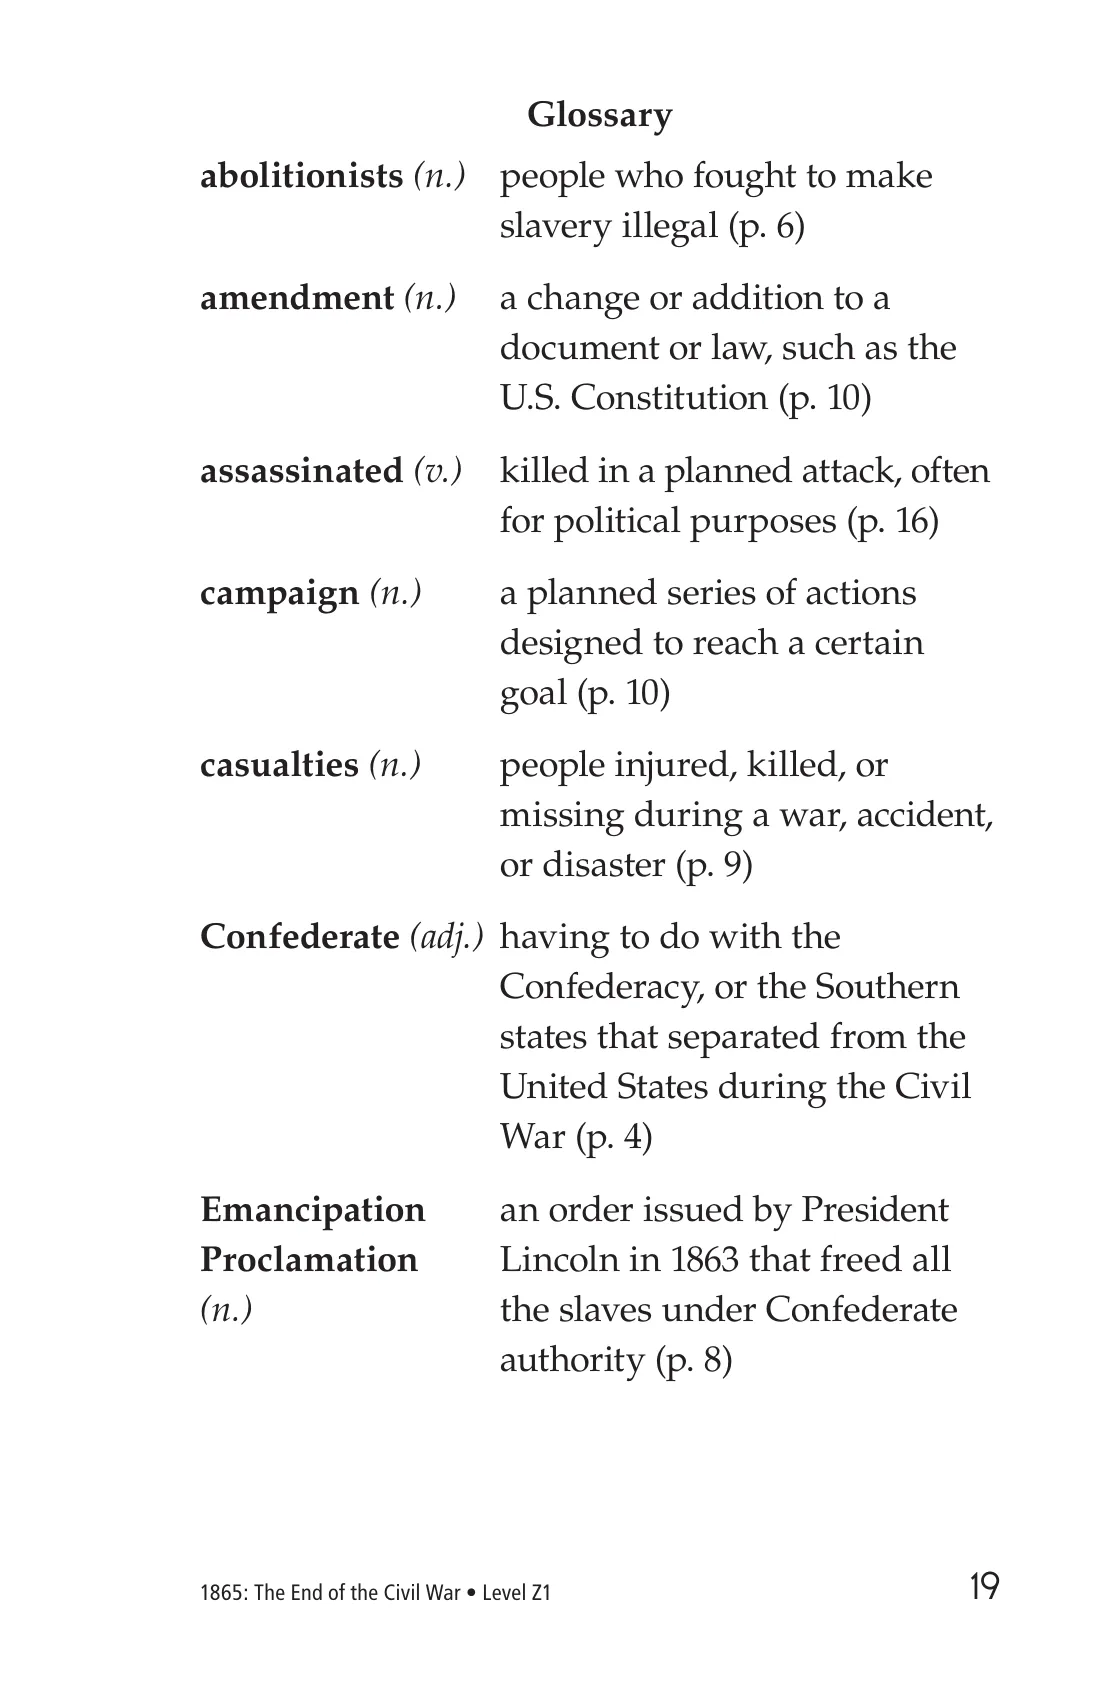 Glossary
abolitionists (n.) people who fought to make
slavery illegal (p. 6)
amendment (n.) a change or addition to a
document or law, such as the
U.S. Constitution (p. 10)
assassinated (v.) killed in a planned attack, often
for political purposes (p. 16)
campaign (n.) a planned series of actions
designed to reach a certain
goal (p. 10)
casualties (n.) people injured, killed, or
missing during a war, accident,
or disaster (p. 9)
Confederate (adj.) having to do with the
Confederacy, or the Southern
states that separated from the
United States during the Civil
War (p. 4)
Emancipation an order issued by President
Proclamation Lincoln in 1863 that freed all
(n.) the slaves under Confederate
authority (p. 8)
1865: The End of the Civil War • Level Z1 19